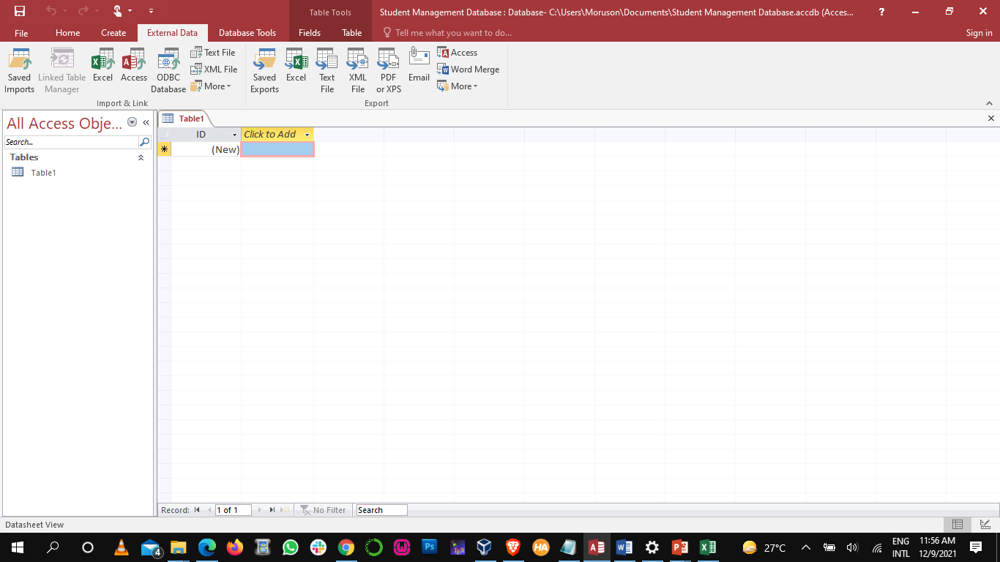 Table Tools
Student Management Database : Database- C:\Users\Moruson\Documents\Student Management Database.accdb (Acces...
?
File
Home
Create
External Data
Database Tools
Fields
Table
Tell me what you want to do...
Sign in
Saved Imports
Linked Table Manager
Excel
Access
ODBC Database
Text File
XML File
More
Import & Link
Saved Exports
Excel
Text File
XML File
PDF or XPS
Email
Access
Word Merge
More
Export
All Access Obje... «
Search...
Tables
Table1
Table1
ID
Click to Add
(New)
Record:
1 of 1
No Filter
Search
Datasheet View
4
Ps
HA
27°C
ENG
INTL
11:56 AM
12/9/2021